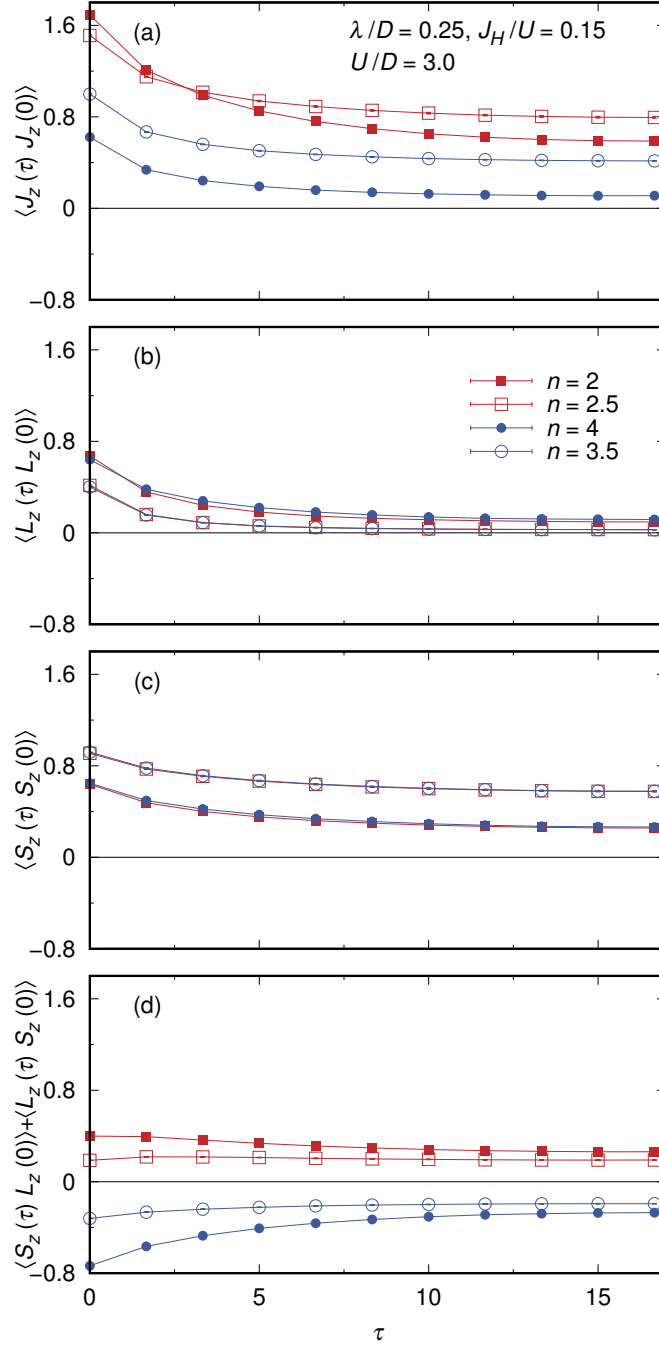 (a)
λ/D = 0.25, J_H/U = 0.15
U/D = 3.0
1.6
0.8
0
−0.8
⟨J_z(τ) J_z(0)⟩
(b)
n = 2
n = 2.5
n = 4
n = 3.5
1.6
0.8
0
−0.8
⟨L_z(τ) L_z(0)⟩
(c)
1.6
0.8
0
−0.8
⟨S_z(τ) S_z(0)⟩
(d)
1.6
0.8
0
−0.8
⟨S_z(τ) L_z(0)⟩+⟨L_z(τ) S_z(0)⟩
0 5 10 15
τ